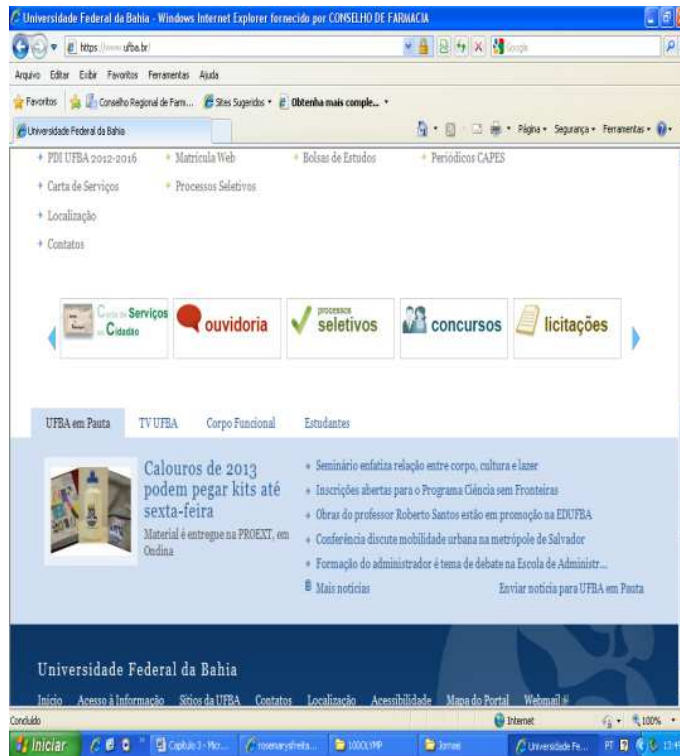 Universidade Federal da Bahia - Windows Internet Explorer fornecido por CONSELHO DE FARMACIA
https://www.ufba.br/
Google
Arquivo Editar Exibir Favoritos Ferramentas Ajuda
Favoritos Conselho Regional de Farm... Sites Sugeridos Obtenha mais comple...
Universidade Federal da Bahia Página Segurança Ferramentas
PDI UFBA 2012-2016 Matrícula Web Bolsas de Estudos Periódicos CAPES
Carta de Serviços Processos Seletivos
Localização
Contatos
Carta de Serviços ao Cidadão
ouvidoria
processos seletivos
concursos
licitações
UFBA em Pauta TV UFBA Corpo Funcional Estudantes
Calouros de 2013
podem pegar kits até
sexta-feira
Material é entregue na PROEXT, em
Ondina
Seminário enfatiza relação entre corpo, cultura e lazer
Inscrições abertas para o Programa Ciência sem Fronteiras
Obras do professor Roberto Santos estão em promoção na EDUFBA
Conferência discute mobilidade urbana na metrópole de Salvador
Formação do administrador é tema de debate na Escola de Administr...
Mais notícias Enviar notícia para UFBA em Pauta
Universidade Federal da Bahia
Início Acesso à Informação Sítios da UFBA Contatos Localização Acessibilidade Mapa do Portal Webmail
Concluído Internet 100%
Iniciar Capítulo 3 - Micr... rosemarysfreita... 100OLYMP Jornais Universidade Fe... PT